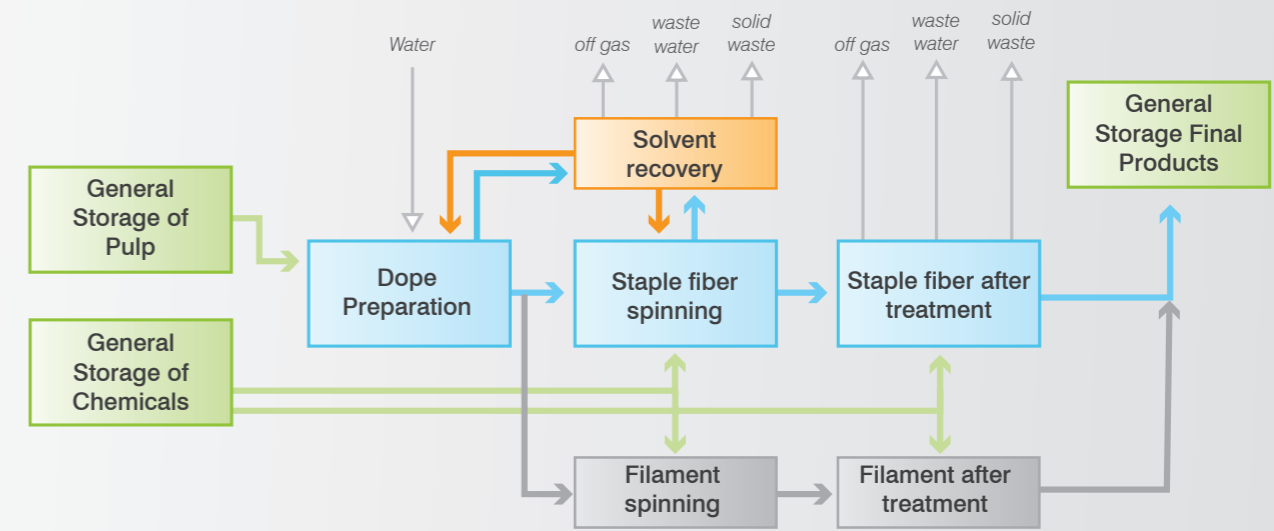 Water
off gas
waste
water
solid
waste
off gas
waste
water
solid
waste
General
Storage Final
Products
Solvent
recovery
General
Storage of
Pulp
Dope
Preparation
Staple fiber
spinning
Staple fiber after
treatment
General
Storage of
Chemicals
Filament
spinning
Filament after
treatment